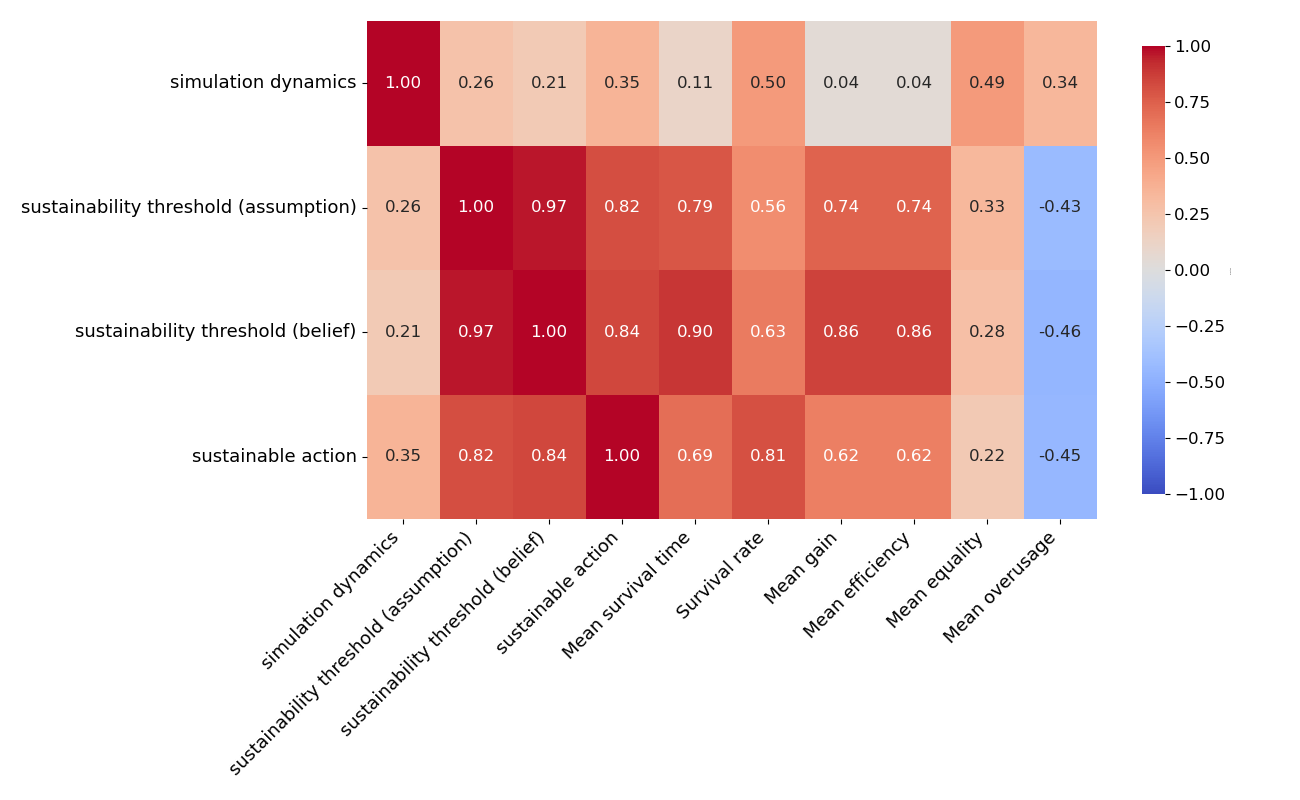 simulation dynamics 1.00 0.26 0.21 0.35 0.11 0.50 0.04 0.04 0.49 0.34
sustainability threshold (assumption) 0.26 1.00 0.97 0.82 0.79 0.56 0.74 0.74 0.33 -0.43
sustainability threshold (belief) 0.21 0.97 1.00 0.84 0.90 0.63 0.86 0.86 0.28 -0.46
sustainable action 0.35 0.82 0.84 1.00 0.69 0.81 0.62 0.62 0.22 -0.45
simulation dynamics
sustainability threshold (assumption)
sustainability threshold (belief)
sustainable action
Mean survival time
Survival rate
Mean gain
Mean efficiency
Mean equality
Mean overusage
1.00
0.75
0.50
0.25
0.00
−0.25
−0.50
−0.75
−1.00